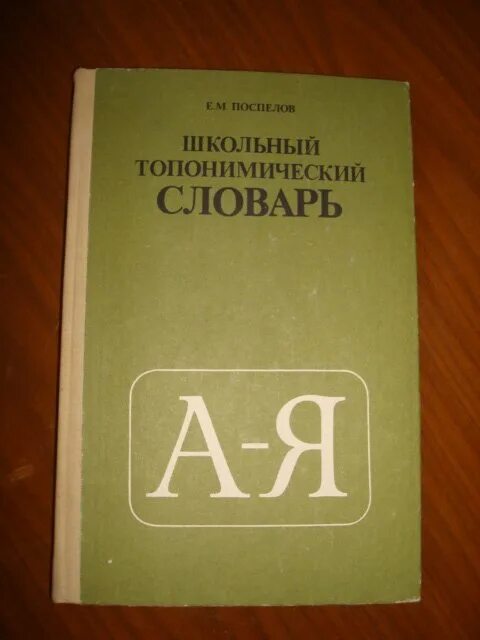 Е.М. ПОСПЕЛОВ
ШКОЛЬНЫЙ
ТОПОНИМИЧЕСКИЙ
СЛОВАРЬ
А-Я